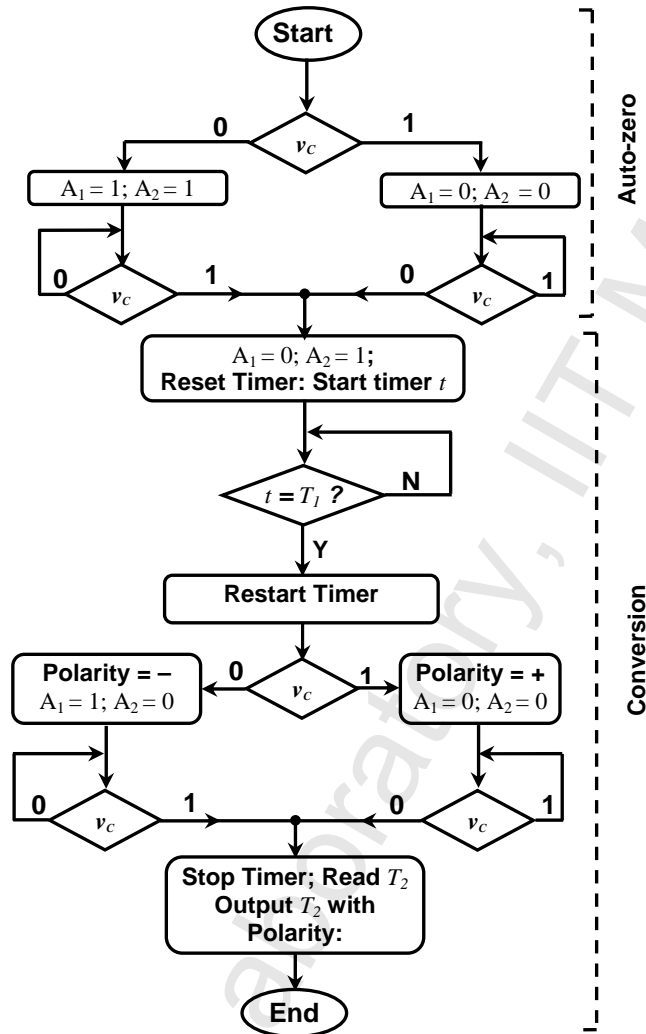 Start
0
1
v_C
A₁ = 1; A₂ = 1
A₁ = 0; A₂ = 0
0
v_C
1
0
v_C
1
Auto-zero
A₁ = 0; A₂ = 1;
Reset Timer: Start timer t
t = T₁ ?
N
Y
Restart Timer
0
v_C
1
Polarity = –
A₁ = 1; A₂ = 0
Polarity = +
A₁ = 0; A₂ = 0
0
v_C
1
0
v_C
1
Stop Timer; Read T₂
Output T₂ with
Polarity:
End
Conversion
aboratory, IIT M